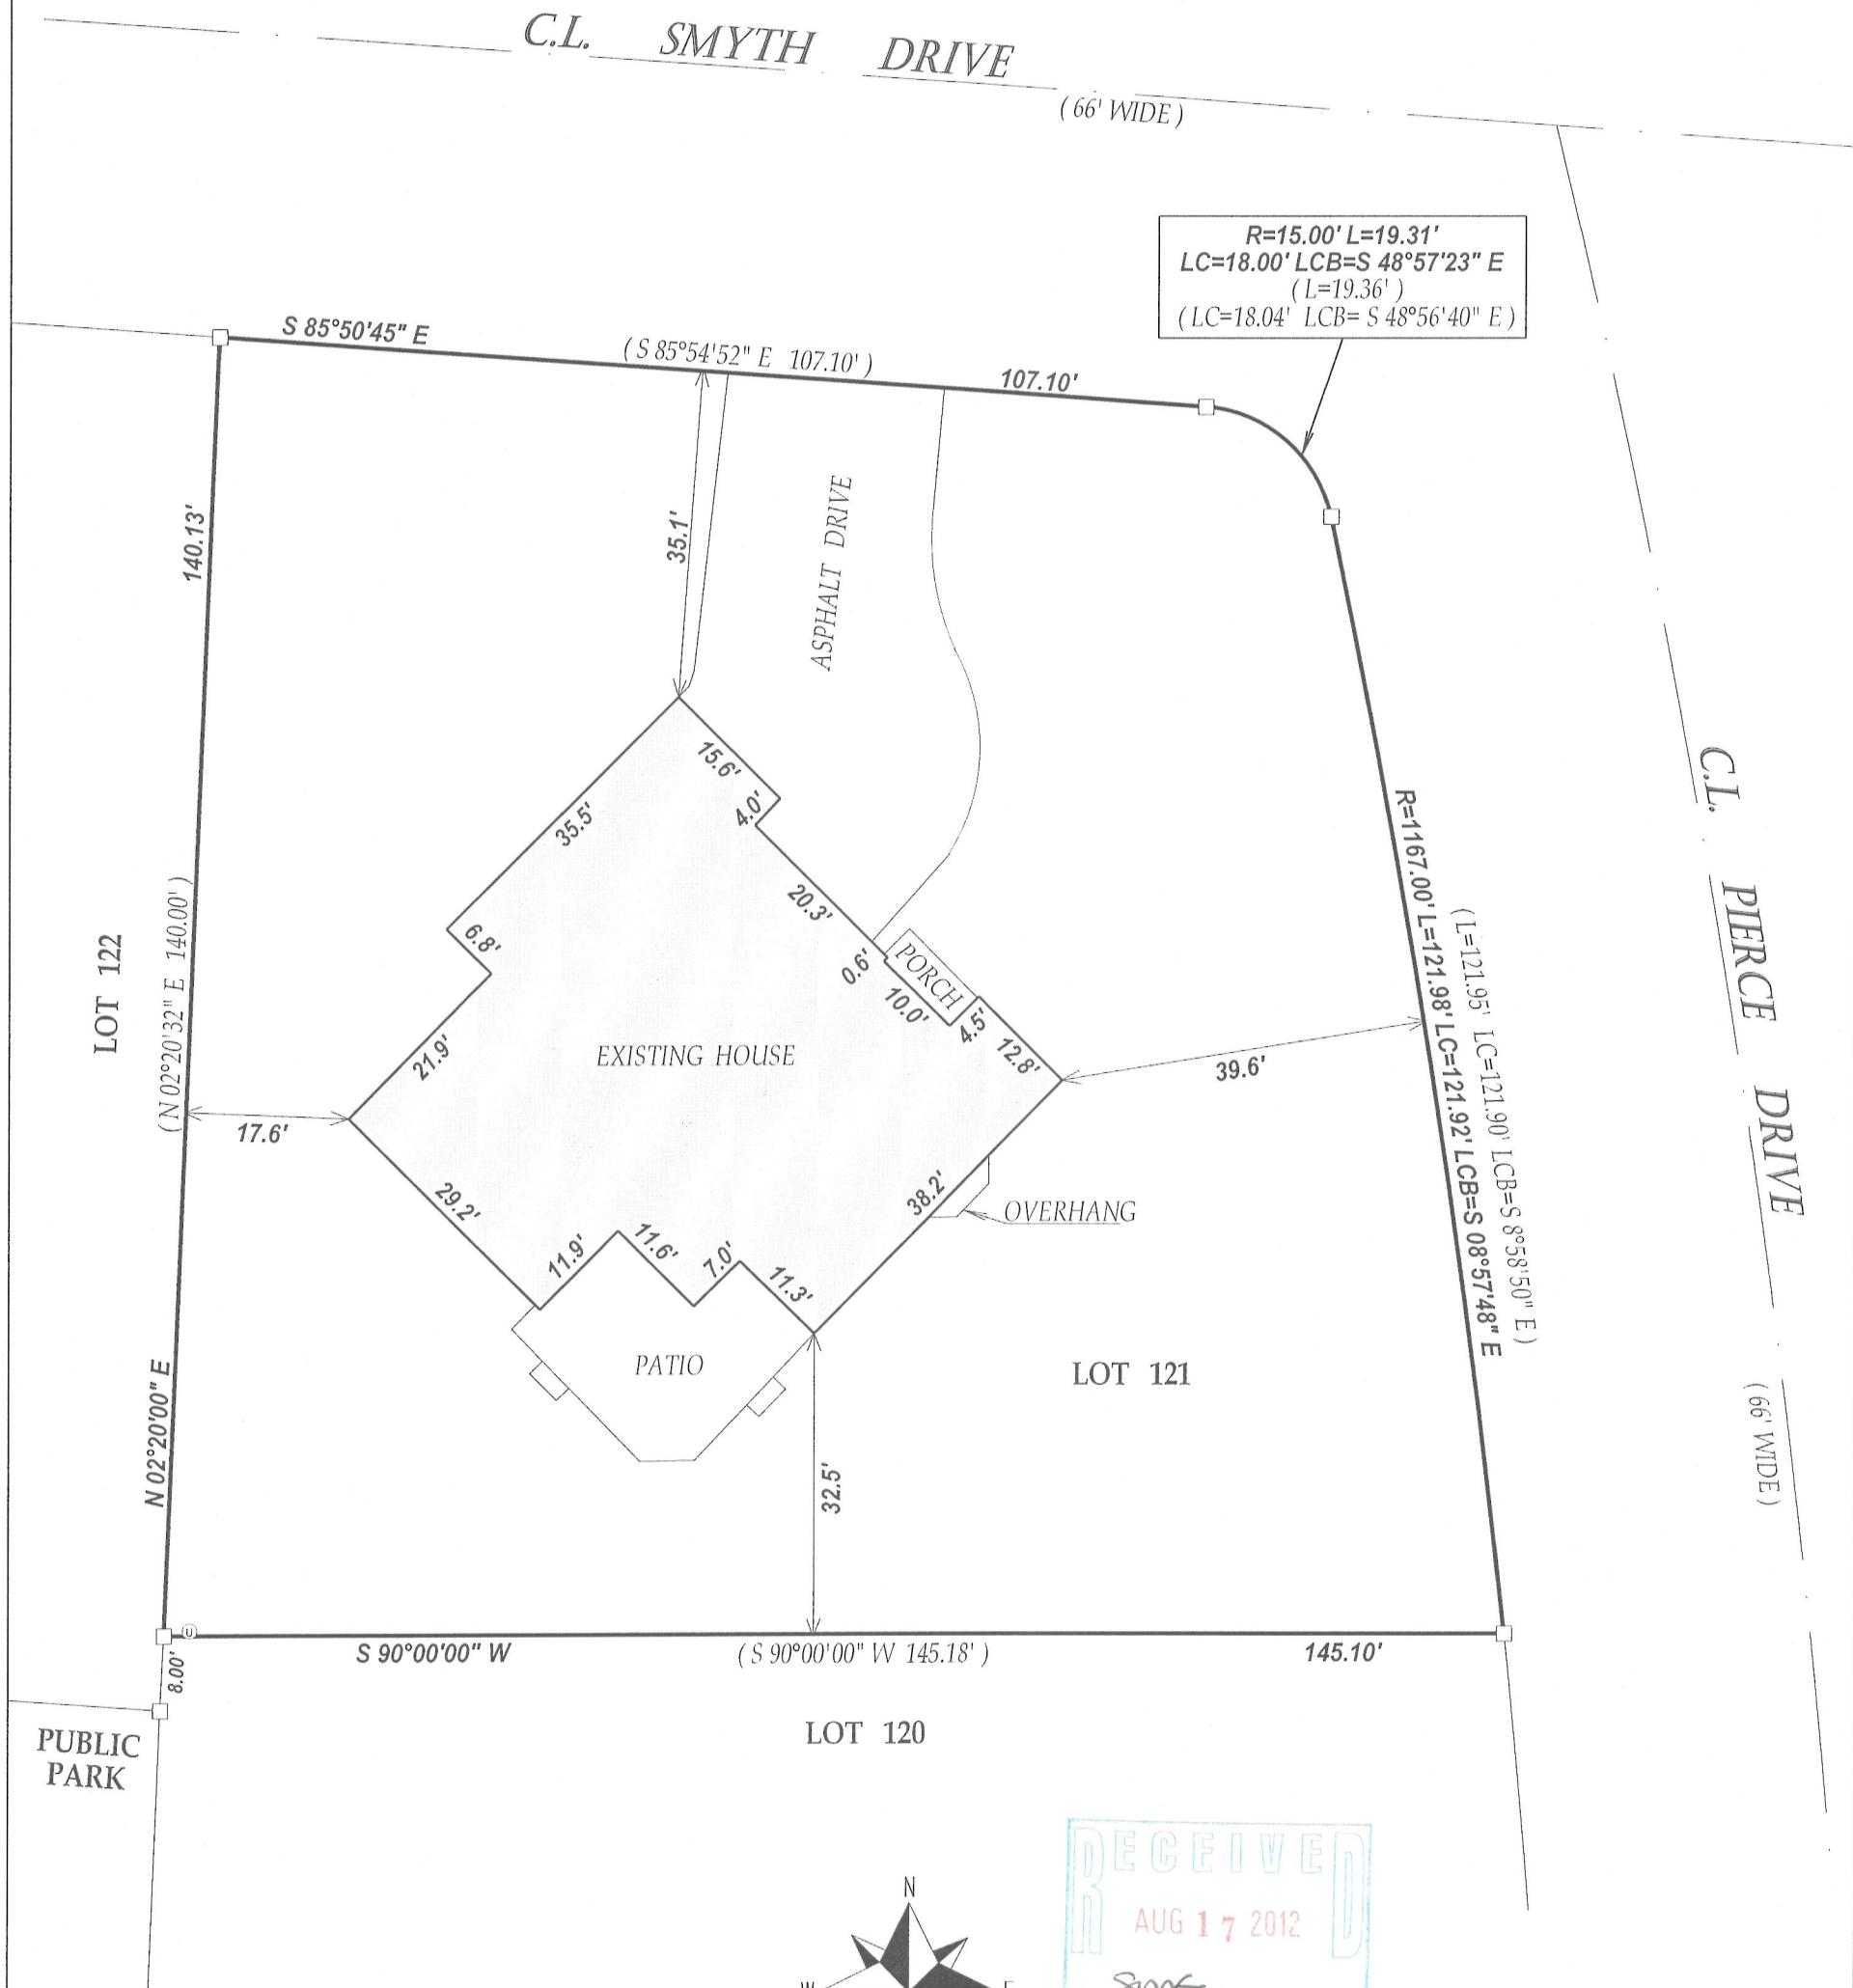 C.L. SMYTH DRIVE
( 66' WIDE )
R=15.00' L=19.31'
LC=18.00' LCB=S 48°57'23" E
( L=19.36' )
( LC=18.04' LCB= S 48°56'40" E )
S 85°50'45" E
( S 85°54'52" E 107.10' )
107.10'
140.13'
( N 02°20'32" E 140.00' )
N 02°20'00" E
LOT 122
35.1'
ASPHALT DRIVE
15.6'
4.0'
35.5'
20.3'
6.8'
0.6'
PORCH
10.0'
4.5'
12.8'
21.9'
EXISTING HOUSE
39.6'
17.6'
R=1167.00' L=121.98' LC=121.92' LCB=S 08°57'48" E
( L=121.95' LC=121.90' LCB=S 8°58'50" E )
C.L. PIERCE DRIVE
( 66' WIDE )
29.2'
38.2'
OVERHANG
11.9'
11.6'
7.0'
11.3'
PATIO
LOT 121
32.5'
U
S 90°00'00" W
( S 90°00'00" W 145.18' )
145.10'
8.00'
LOT 120
PUBLIC
PARK
N
W
E
RECEIVED
AUG 17 2012